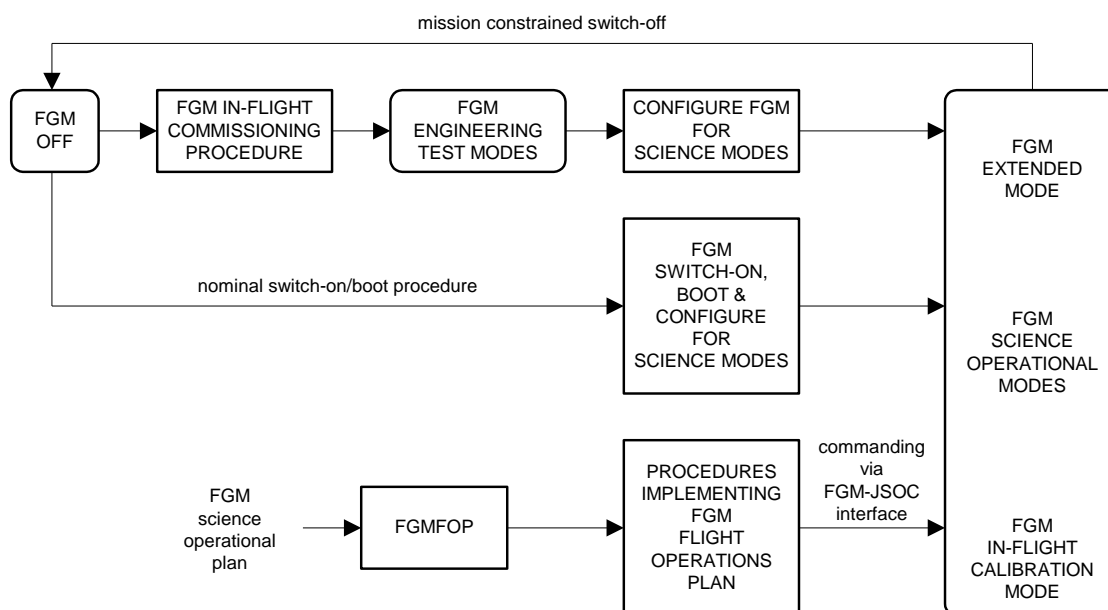 mission constrained switch-off
FGM
OFF
FGM IN-FLIGHT
COMMISSIONING
PROCEDURE
FGM
ENGINEERING
TEST MODES
CONFIGURE FGM
FOR
SCIENCE MODES
FGM
EXTENDED
MODE
nominal switch-on/boot procedure
FGM
SWITCH-ON,
BOOT &
CONFIGURE
FOR
SCIENCE MODES
FGM
SCIENCE
OPERATIONAL
MODES
FGM
science
operational
plan
FGMFOP
PROCEDURES
IMPLEMENTING
FGM
FLIGHT
OPERATIONS
PLAN
commanding
via
FGM-JSOC
interface
FGM
IN-FLIGHT
CALIBRATION
MODE